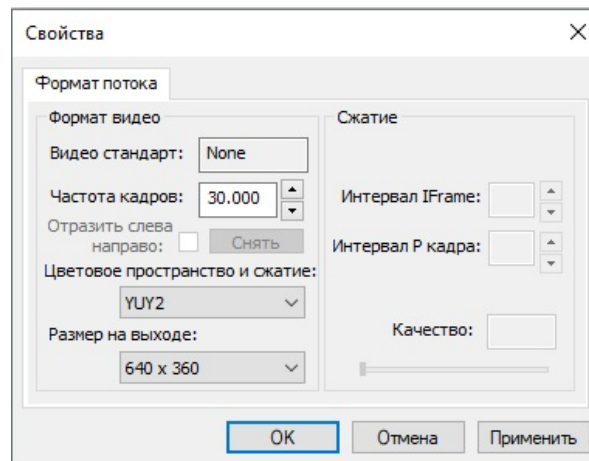 Свойства
Формат потока
Формат видео
Видео стандарт: None
Частота кадров: 30.000
Отразить слева
направо: Снять
Цветовое пространство и сжатие:
YUY2
Размер на выходе:
640 x 360
Сжатие
Интервал IFrame:
Интервал P кадра:
Качество:
OK Отмена Применить